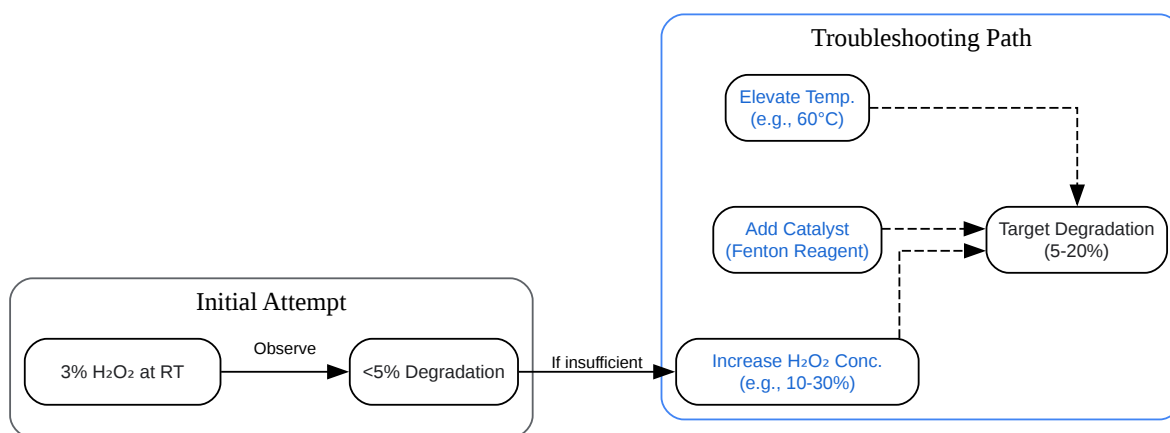 Troubleshooting Path
Elevate Temp.
(e.g., 60°C)
Add Catalyst
(Fenton Reagent)
Target Degradation
(5-20%)
Initial Attempt
3% H₂O₂ at RT
Observe
<5% Degradation
If insufficient
Increase H₂O₂ Conc.
(e.g., 10-30%)